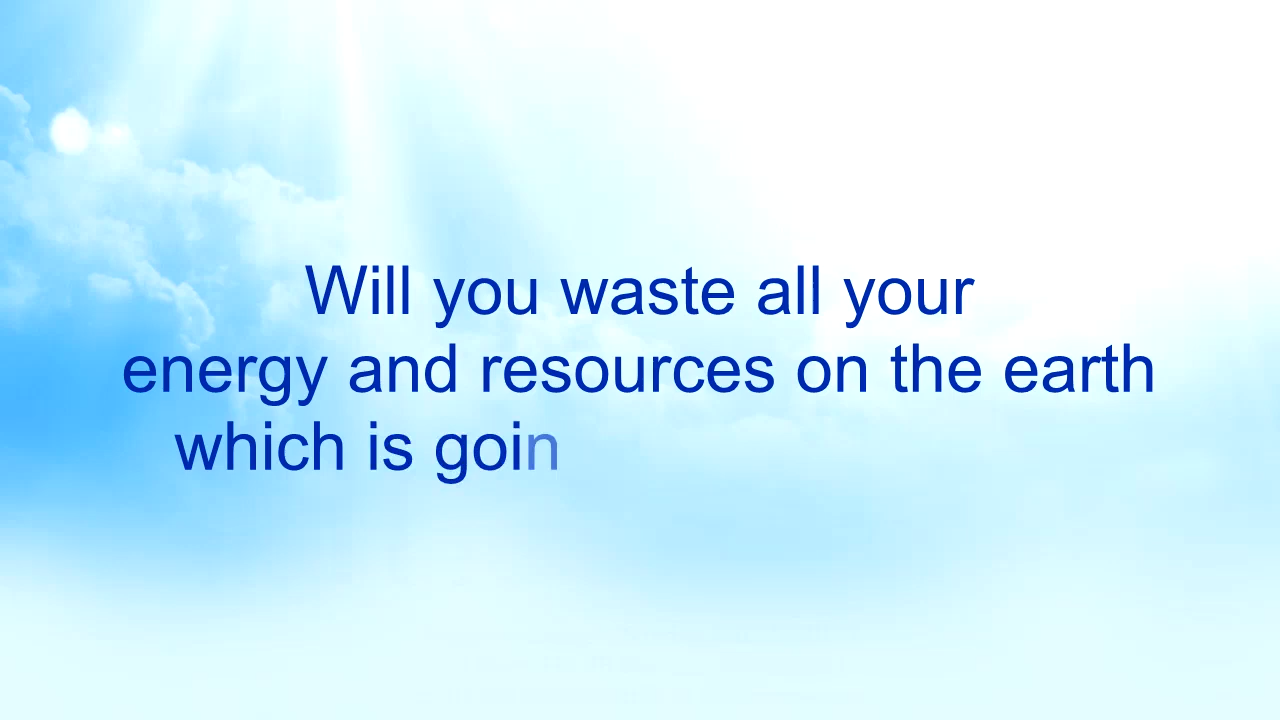 Will you waste all your
energy and resources on the earth
which is goin